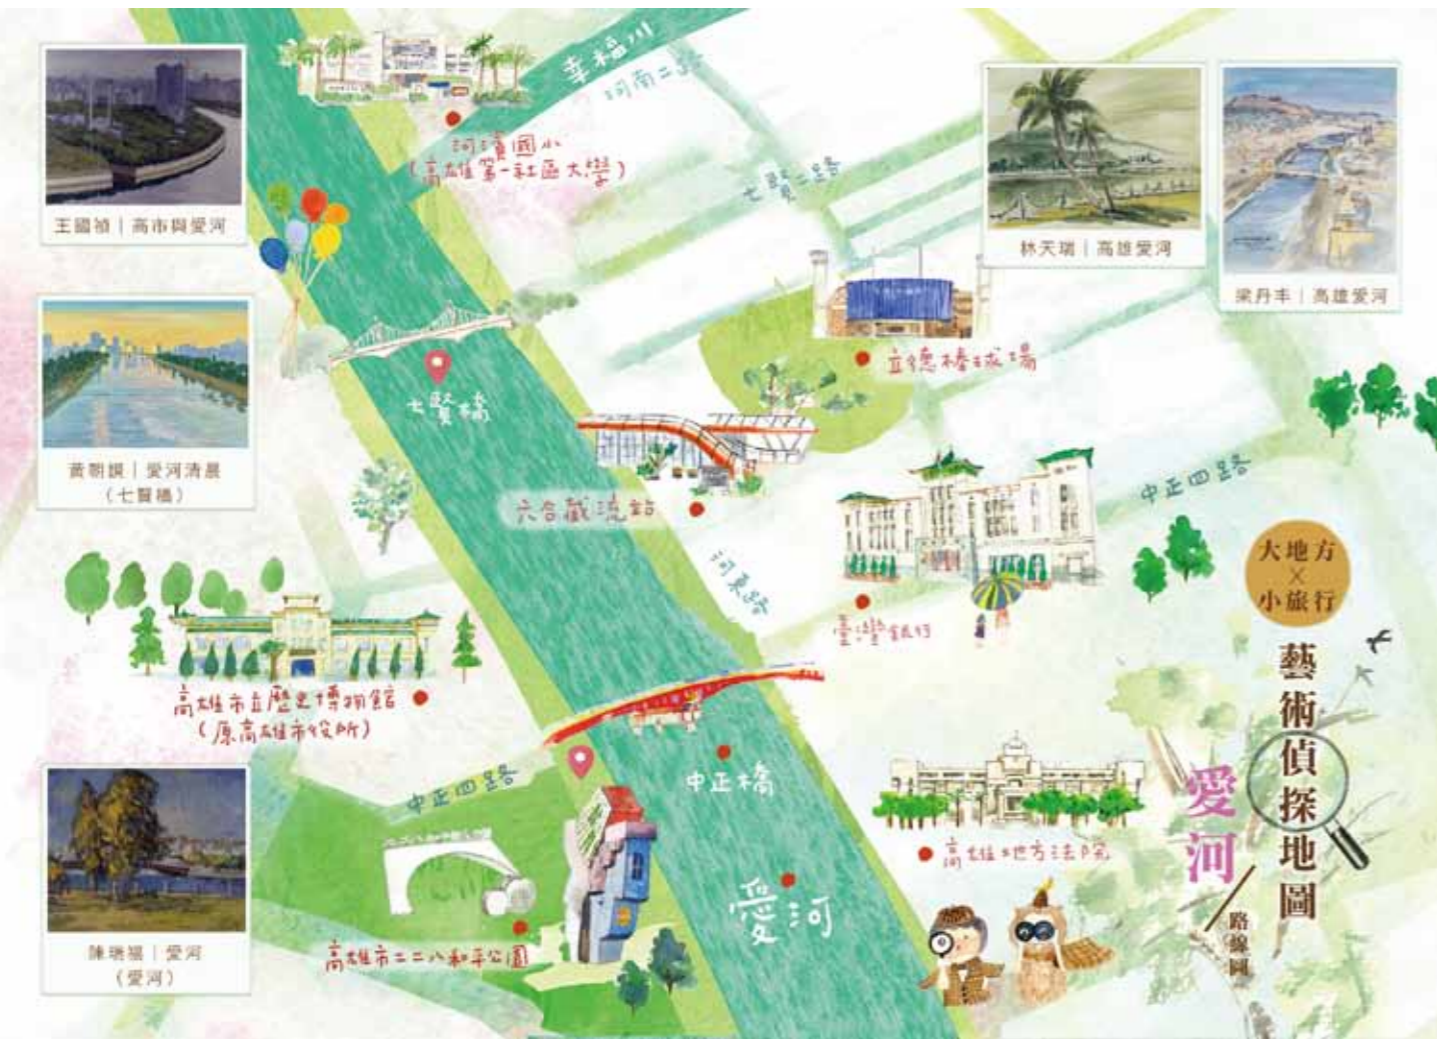 幸福川
河南二路
河濱國小
(高雄第一社區大學)
王國禎｜高市與愛河
七賢二路
林天瑞｜高雄愛河
梁丹丰｜高雄愛河
立德棒球場
七賢橋
黃朝謨｜愛河清晨
(七賢橋)
六合截流站
中正四路
大地方
×
小旅行
河東路
臺灣銀行
高雄市立歷史博物館
(原高雄市役所)
藝術偵探地圖
愛河
路線圖
中正四路
中正橋
高雄地方法院
愛河
陳瑞福｜愛河
(愛河)
高雄市二二八和平公園